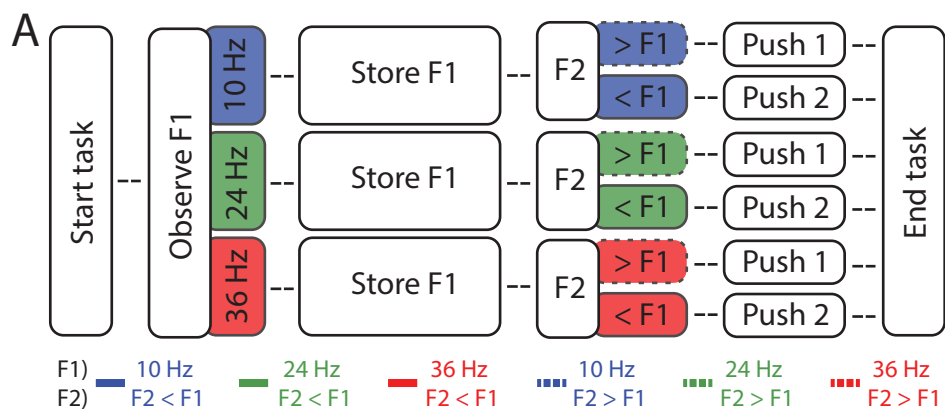 A
Start task
Observe F1
10 Hz
24 Hz
36 Hz
Store F1
Store F1
Store F1
F2
> F1
< F1
F2
> F1
< F1
F2
> F1
< F1
Push 1
Push 2
Push 1
Push 2
Push 1
Push 2
End task
F1) 10 Hz 24 Hz 36 Hz 10 Hz 24 Hz 36 Hz
F2) F2 < F1 F2 < F1 F2 < F1 F2 > F1 F2 > F1 F2 > F1